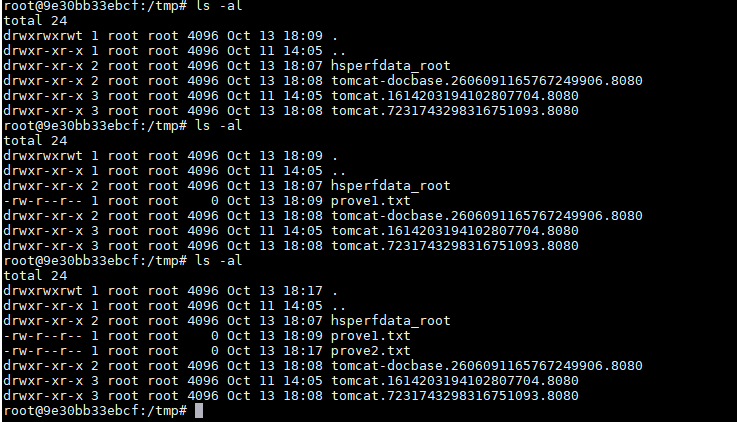 root@9e30bb33ebcf:/tmp# ls -al
total 24
drwxrwxrwt 1 root root 4096 Oct 13 18:09 .
drwxr-xr-x 1 root root 4096 Oct 11 14:05 ..
drwxr-xr-x 2 root root 4096 Oct 13 18:07 hsperfdata_root
drwxr-xr-x 2 root root 4096 Oct 13 18:08 tomcat-docbase.2606091165767249906.8080
drwxr-xr-x 3 root root 4096 Oct 11 14:05 tomcat.1614203194102807704.8080
drwxr-xr-x 3 root root 4096 Oct 13 18:08 tomcat.7231743298316751093.8080
root@9e30bb33ebcf:/tmp# ls -al
total 24
drwxrwxrwt 1 root root 4096 Oct 13 18:09 .
drwxr-xr-x 1 root root 4096 Oct 11 14:05 ..
drwxr-xr-x 2 root root 4096 Oct 13 18:07 hsperfdata_root
-rw-r--r-- 1 root root    0 Oct 13 18:09 prove1.txt
drwxr-xr-x 2 root root 4096 Oct 13 18:08 tomcat-docbase.2606091165767249906.8080
drwxr-xr-x 3 root root 4096 Oct 11 14:05 tomcat.1614203194102807704.8080
drwxr-xr-x 3 root root 4096 Oct 13 18:08 tomcat.7231743298316751093.8080
root@9e30bb33ebcf:/tmp# ls -al
total 24
drwxrwxrwt 1 root root 4096 Oct 13 18:17 .
drwxr-xr-x 1 root root 4096 Oct 11 14:05 ..
drwxr-xr-x 2 root root 4096 Oct 13 18:07 hsperfdata_root
-rw-r--r-- 1 root root    0 Oct 13 18:09 prove1.txt
-rw-r--r-- 1 root root    0 Oct 13 18:17 prove2.txt
drwxr-xr-x 2 root root 4096 Oct 13 18:08 tomcat-docbase.2606091165767249906.8080
drwxr-xr-x 3 root root 4096 Oct 11 14:05 tomcat.1614203194102807704.8080
drwxr-xr-x 3 root root 4096 Oct 13 18:08 tomcat.7231743298316751093.8080
root@9e30bb33ebcf:/tmp#